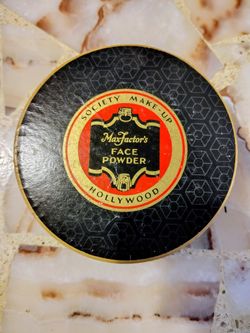 SOCIETY MAKE-UP
Max Factor's
FACE
POWDER
HOLLYWOOD